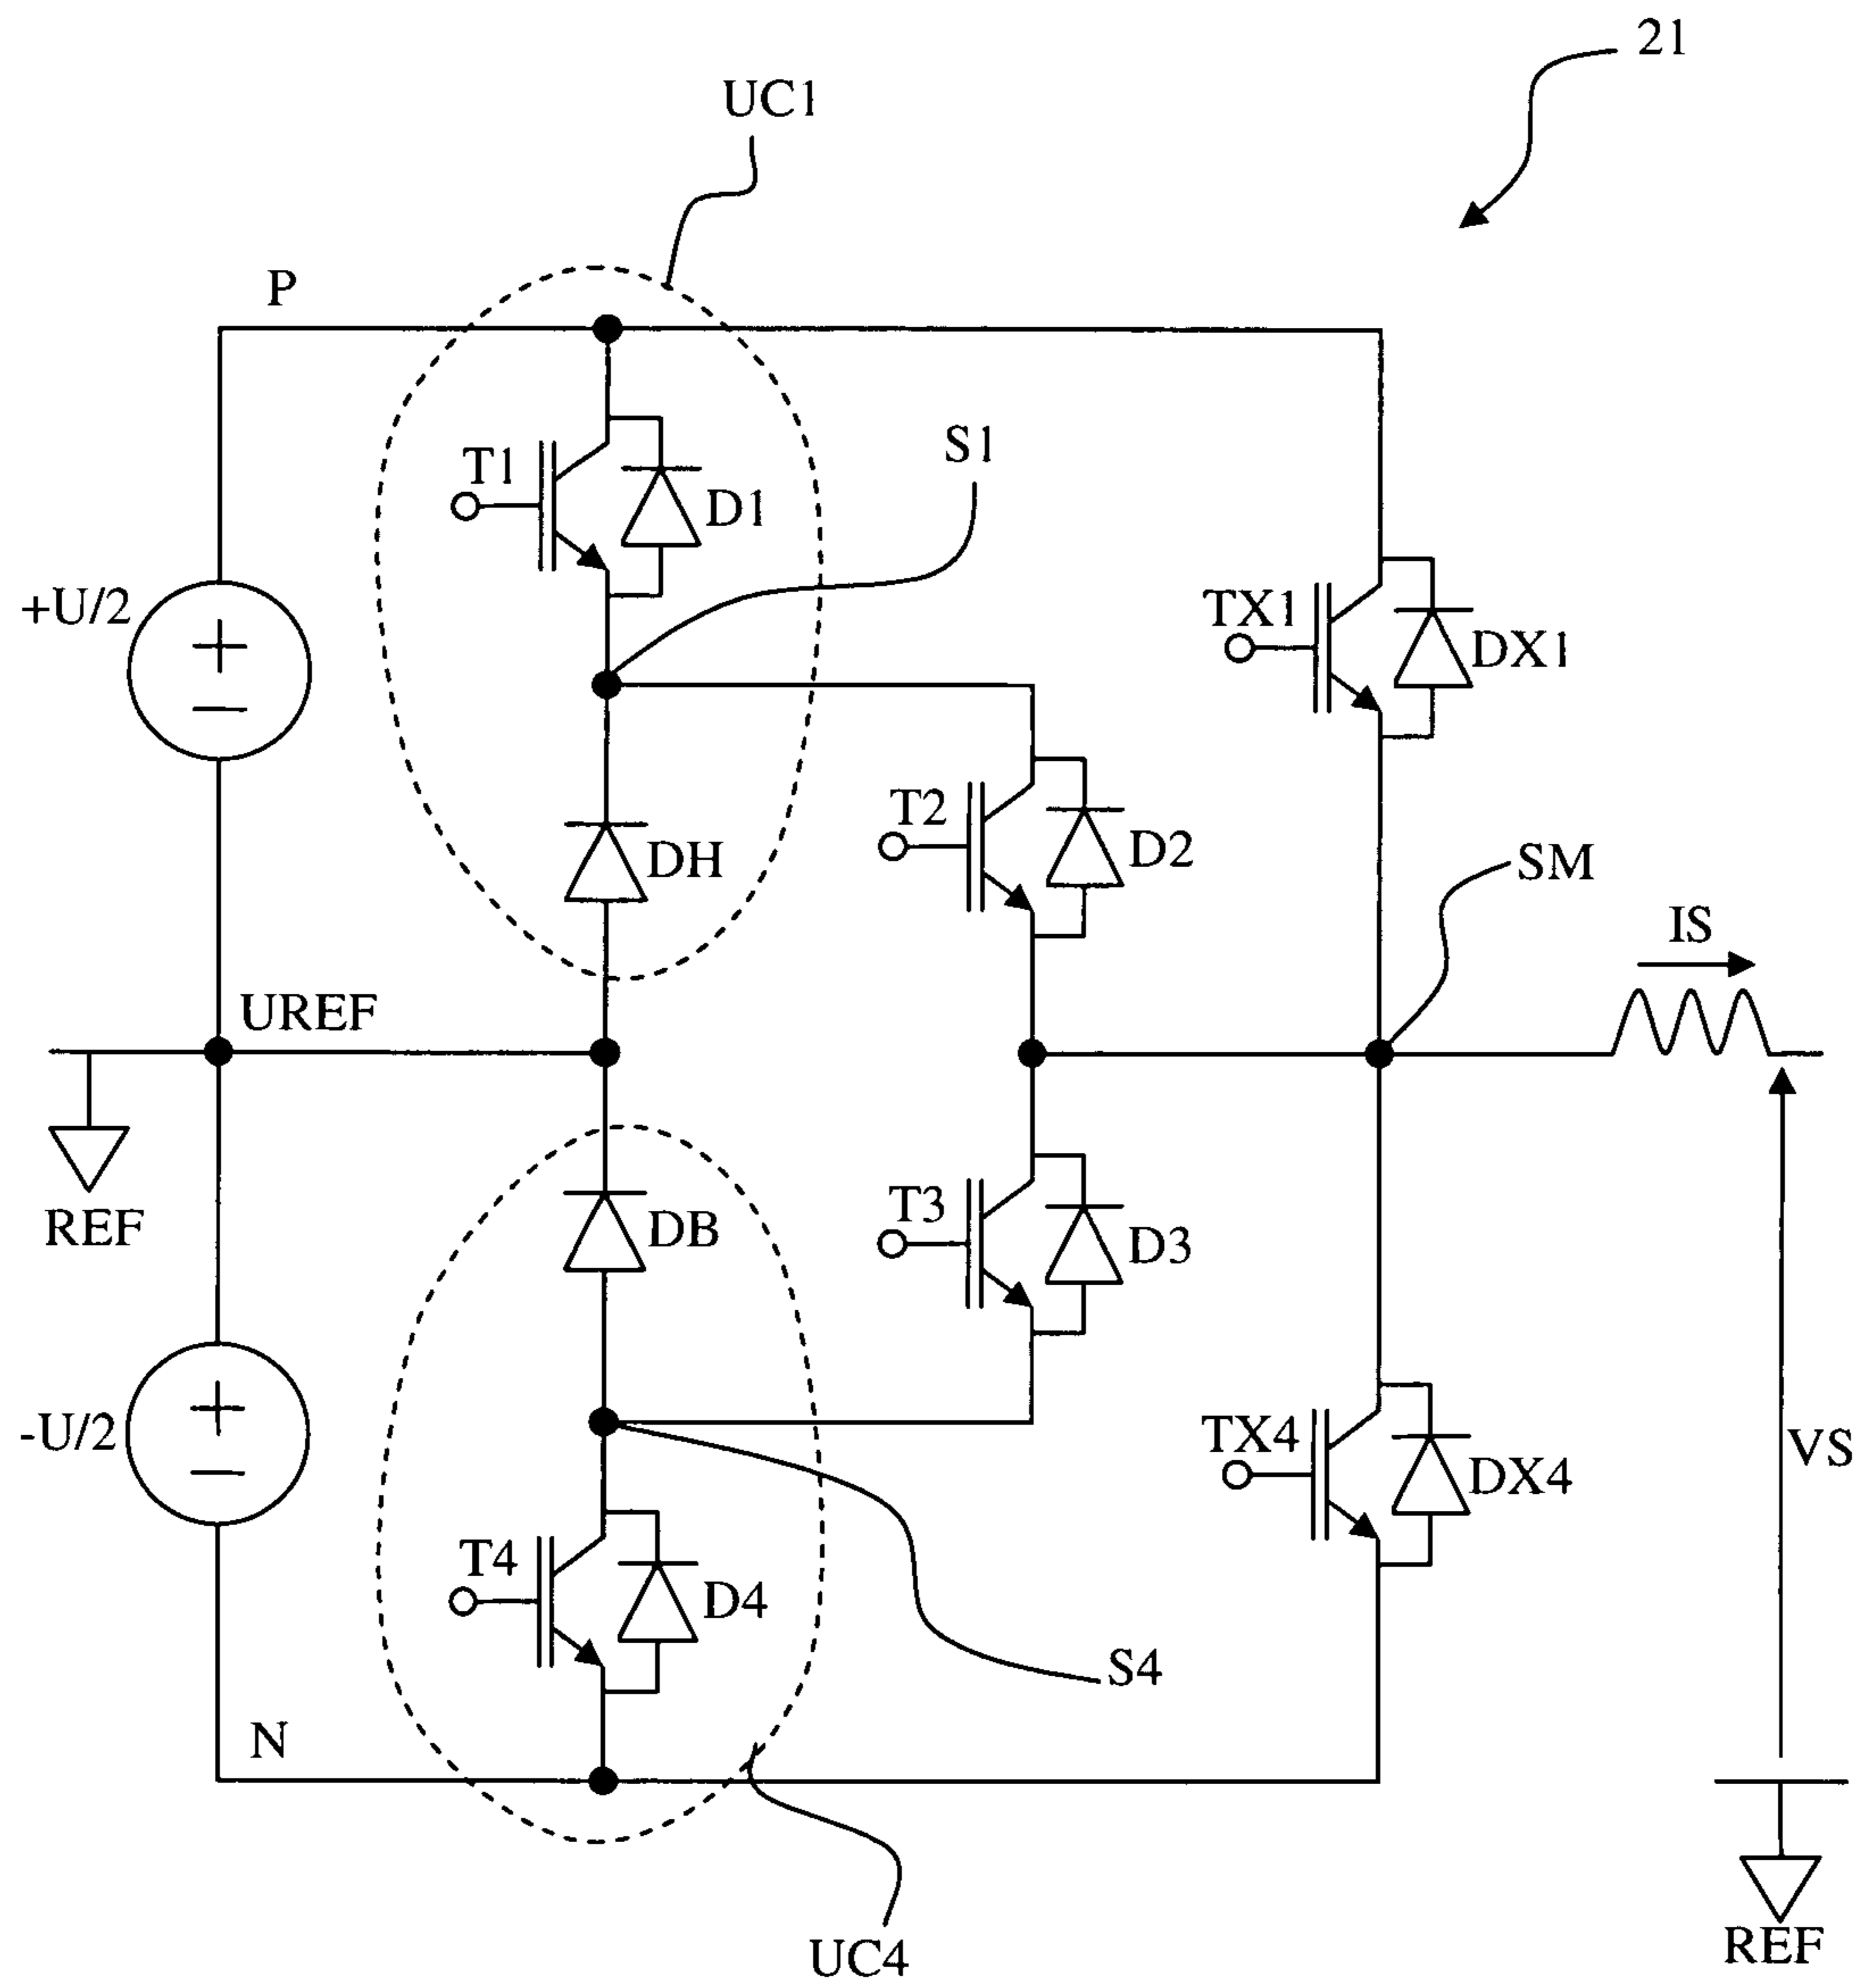 21
UC1
P
T1
D1
S1
+U/2
+
−
TX1
DX1
T2
D2
DH
SM
IS
UREF
REF
DB
T3
D3
-U/2
+
−
TX4
DX4
VS
T4
D4
S4
N
UC4
REF